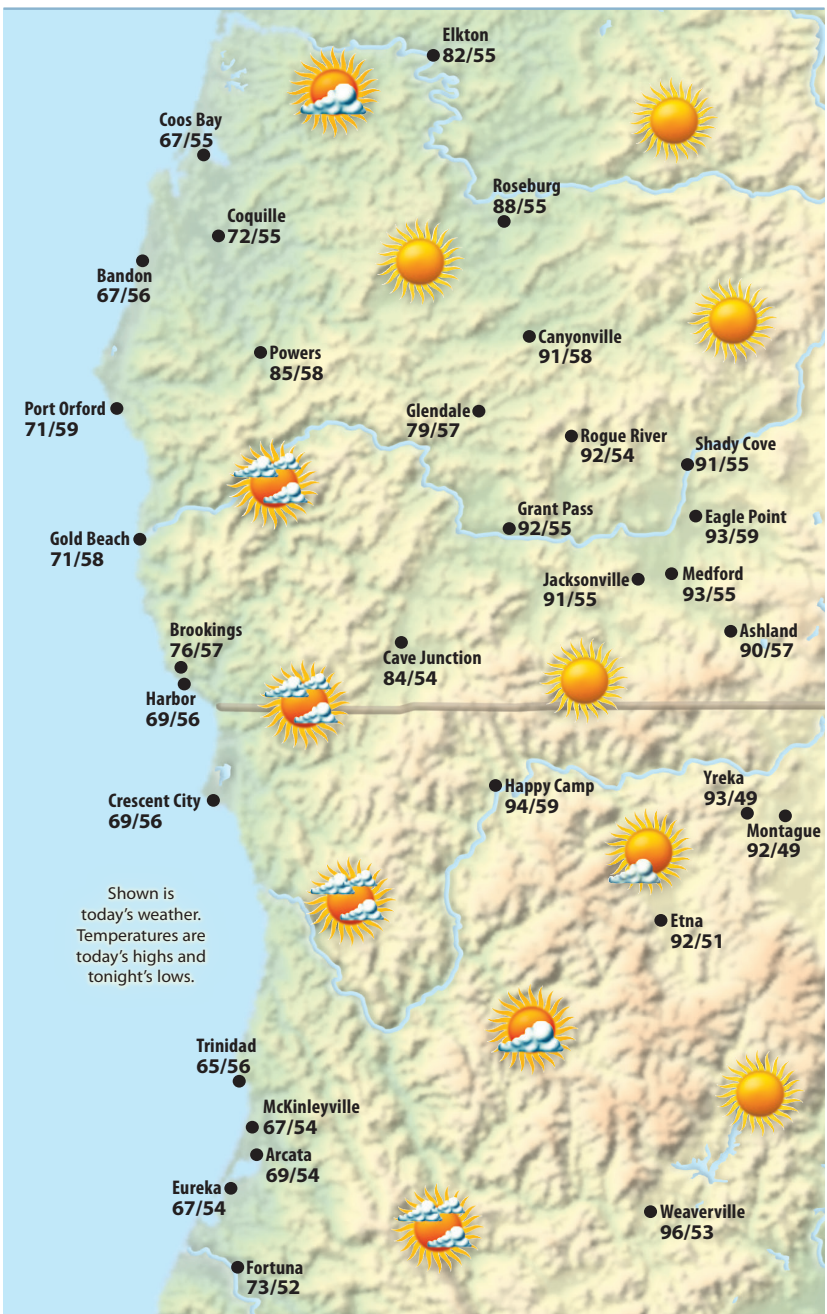 Elkton
82/55
Coos Bay
67/55
Roseburg
88/55
Coquille
72/55
Bandon
67/56
Canyonville
91/58
Powers
85/58
Port Orford
71/59
Glendale
79/57
Rogue River
92/54
Shady Cove
91/55
Grant Pass
92/55
Eagle Point
93/59
Gold Beach
71/58
Jacksonville
91/55
Medford
93/55
Brookings
76/57
Cave Junction
84/54
Ashland
90/57
Harbor
69/56
Crescent City
69/56
Happy Camp
94/59
Yreka
93/49
Montague
92/49
Shown is
today's weather.
Temperatures are
today's highs and
tonight's lows.
Etna
92/51
Trinidad
65/56
McKinleyville
67/54
Arcata
69/54
Eureka
67/54
Weaverville
96/53
Fortuna
73/52